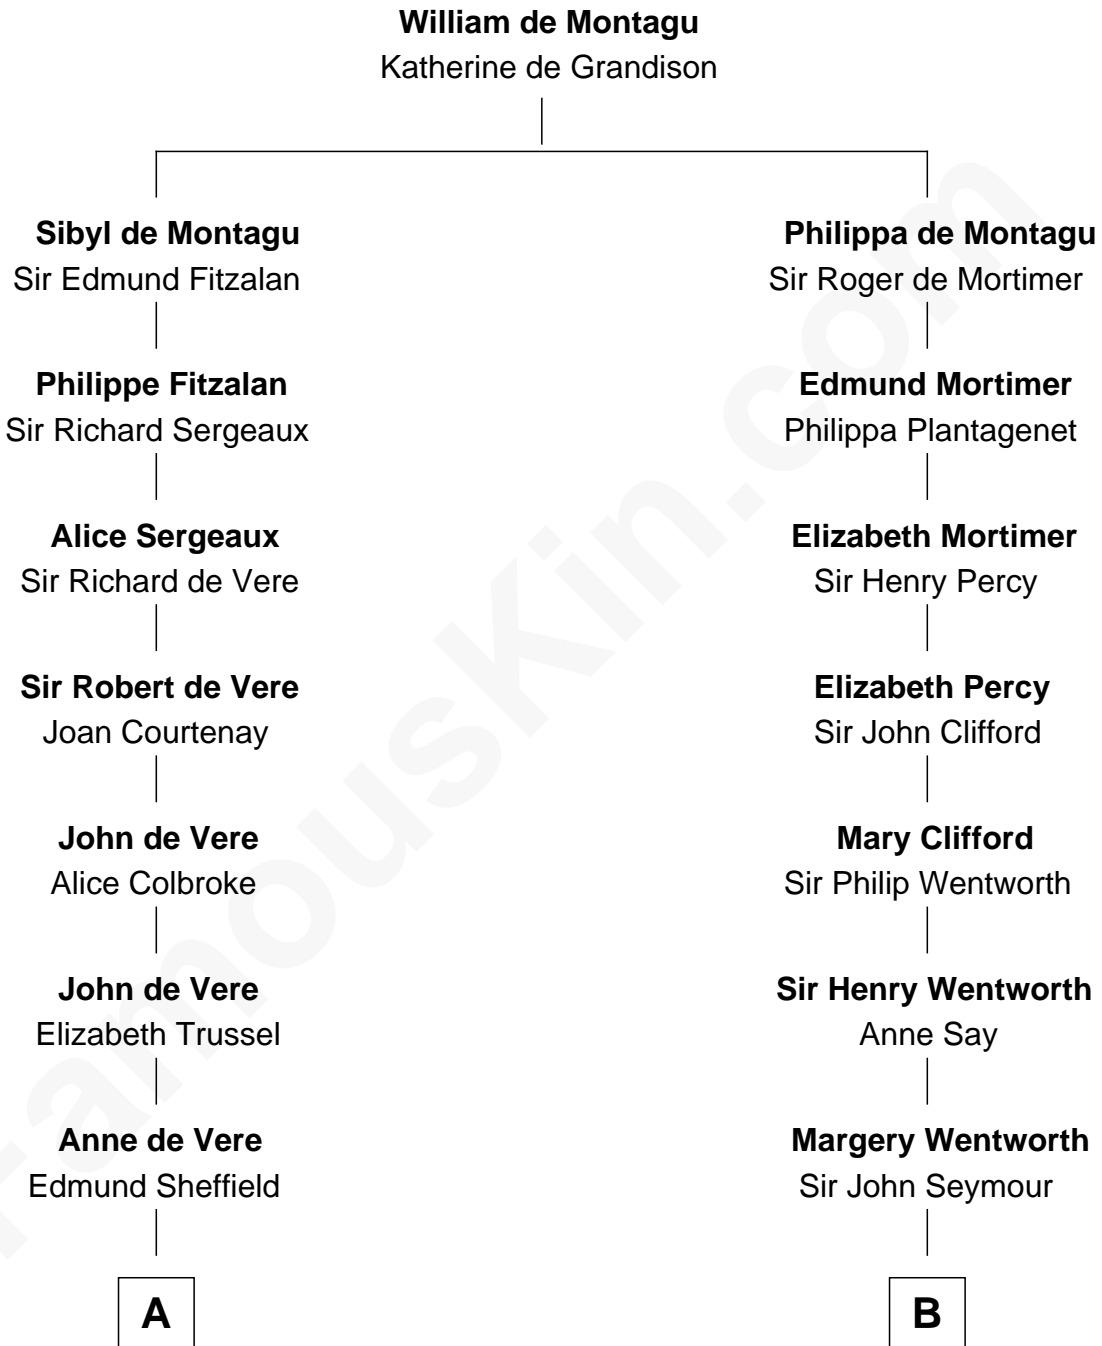 William de Montagu
Katherine de Grandison
Sibyl de Montagu
Sir Edmund Fitzalan
Philippa de Montagu
Sir Roger de Mortimer
Philippe Fitzalan
Sir Richard Sergeaux
Edmund Mortimer
Philippa Plantagenet
Alice Sergeaux
Sir Richard de Vere
Elizabeth Mortimer
Sir Henry Percy
Sir Robert de Vere
Joan Courtenay
Elizabeth Percy
Sir John Clifford
John de Vere
Alice Colbroke
Mary Clifford
Sir Philip Wentworth
John de Vere
Elizabeth Trussel
Sir Henry Wentworth
Anne Say
Anne de Vere
Edmund Sheffield
Margery Wentworth
Sir John Seymour
A
B
FamousKin.com